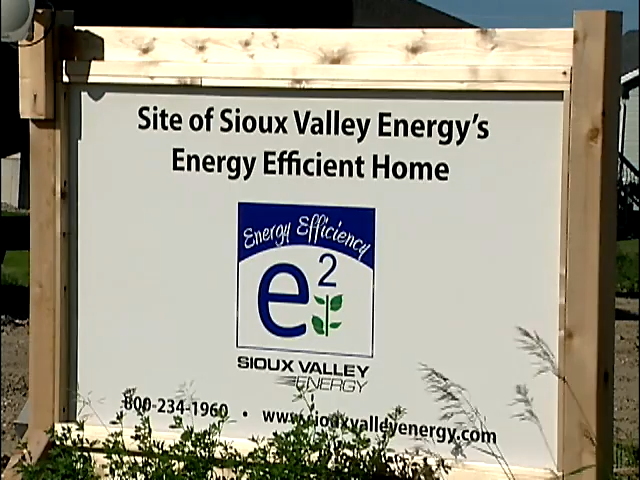 Site of Sioux Valley Energy's
Energy Efficient Home
Energy Efficiency
e2
SIOUX VALLEY
ENERGY
800-234-1960 • www.siouxvalleyenergy.com